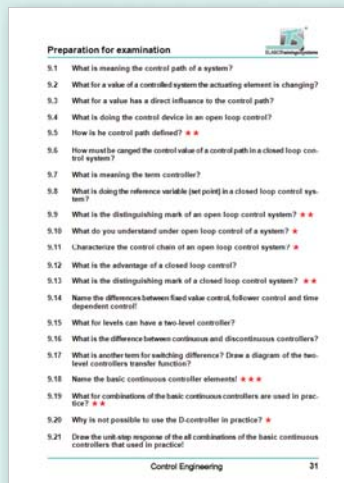 Preparation for examination
ELABOTrainingsSysteme
9.1 What is meaning the control path of a system?
9.2 What for a value of a controlled system the actuating element is changing?
9.3 What for a value has a direct influance to the control path?
9.4 What is doing the control device in an open loop control?
9.5 How is he control path defined? ★ ★
9.6 How must be canged the control value of a control path in a closed loop con-
trol system?
9.7 What is meaning the term controller?
9.8 What is doing the reference variable (set point) in a closed loop control sys-
tem?
9.9 What is the distinguishing mark of an open loop control system? ★ ★
9.10 What do you understand under open loop control of a system? ★
9.11 Characterize the control chain of an open loop control system? ★
9.12 What is the advantage of a closed loop control?
9.13 What is the distinguishing mark of a closed loop control system? ★ ★
9.14 Name the differences between fixed value control, follower control and time
dependent control!
9.15 What for levels can have a two-level controller?
9.16 What is the difference between continuous and discontinuous controllers?
9.17 What is another term for switching difference? Draw a diagram of the two-
level controllers transfer function?
9.18 Name the basic continuous controller elements! ★ ★ ★
9.19 What for combinations of the basic continuous controllers are used in prac-
tice? ★ ★
9.20 Why is not possible to use the D-controller in practice? ★
9.21 Draw the unit-step response of the all combinations of the basic continuous
controllers that used in practice!
Control Engineering 31